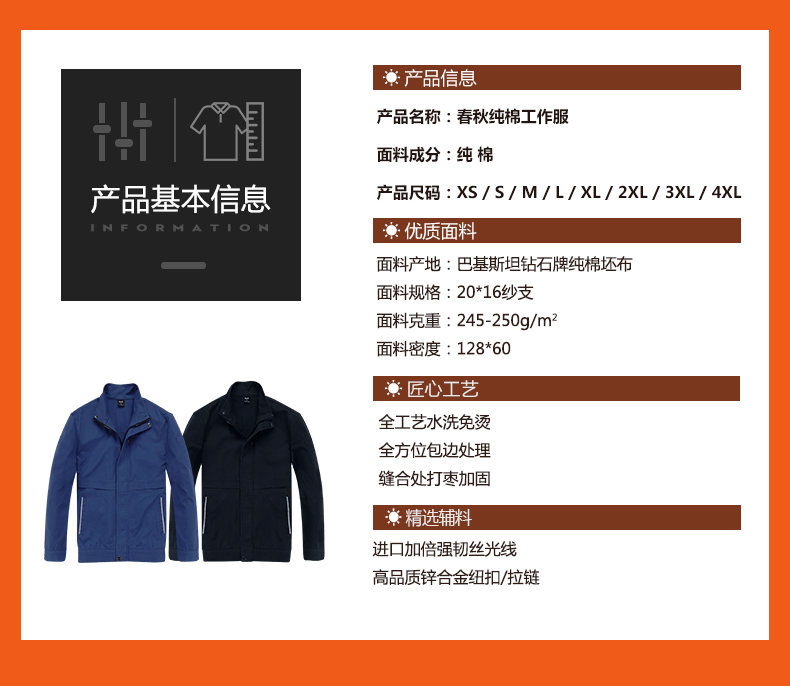 产品基本信息
INFORMATION
产品信息
产品名称：春秋纯棉工作服
面料成分：纯 棉
产品尺码：XS / S / M / L / XL / 2XL / 3XL / 4XL
优质面料
面料产地：巴基斯坦钻石牌纯棉坯布
面料规格：20*16纱支
面料克重：245-250g/m²
面料密度：128*60
匠心工艺
全工艺水洗免烫
全方位包边处理
缝合处打枣加固
精选辅料
进口加倍强韧丝光线
高品质锌合金纽扣/拉链